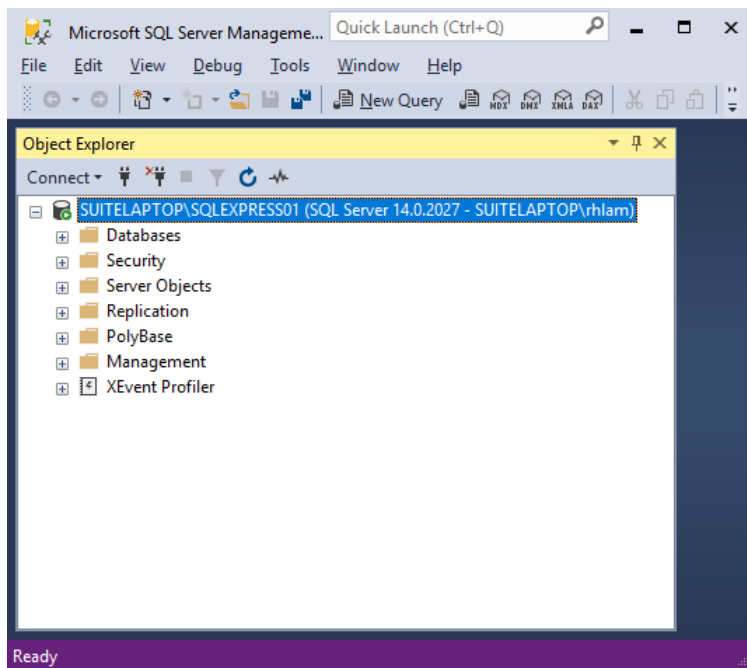 Microsoft SQL Server Manageme... Quick Launch (Ctrl+Q)
File Edit View Debug Tools Window Help
New Query MDX DMX XMLA DAX
Object Explorer
Connect
SUITELAPTOP\SQLEXPRESS01 (SQL Server 14.0.2027 - SUITELAPTOP\rhlam)
Databases
Security
Server Objects
Replication
PolyBase
Management
XEvent Profiler
Ready